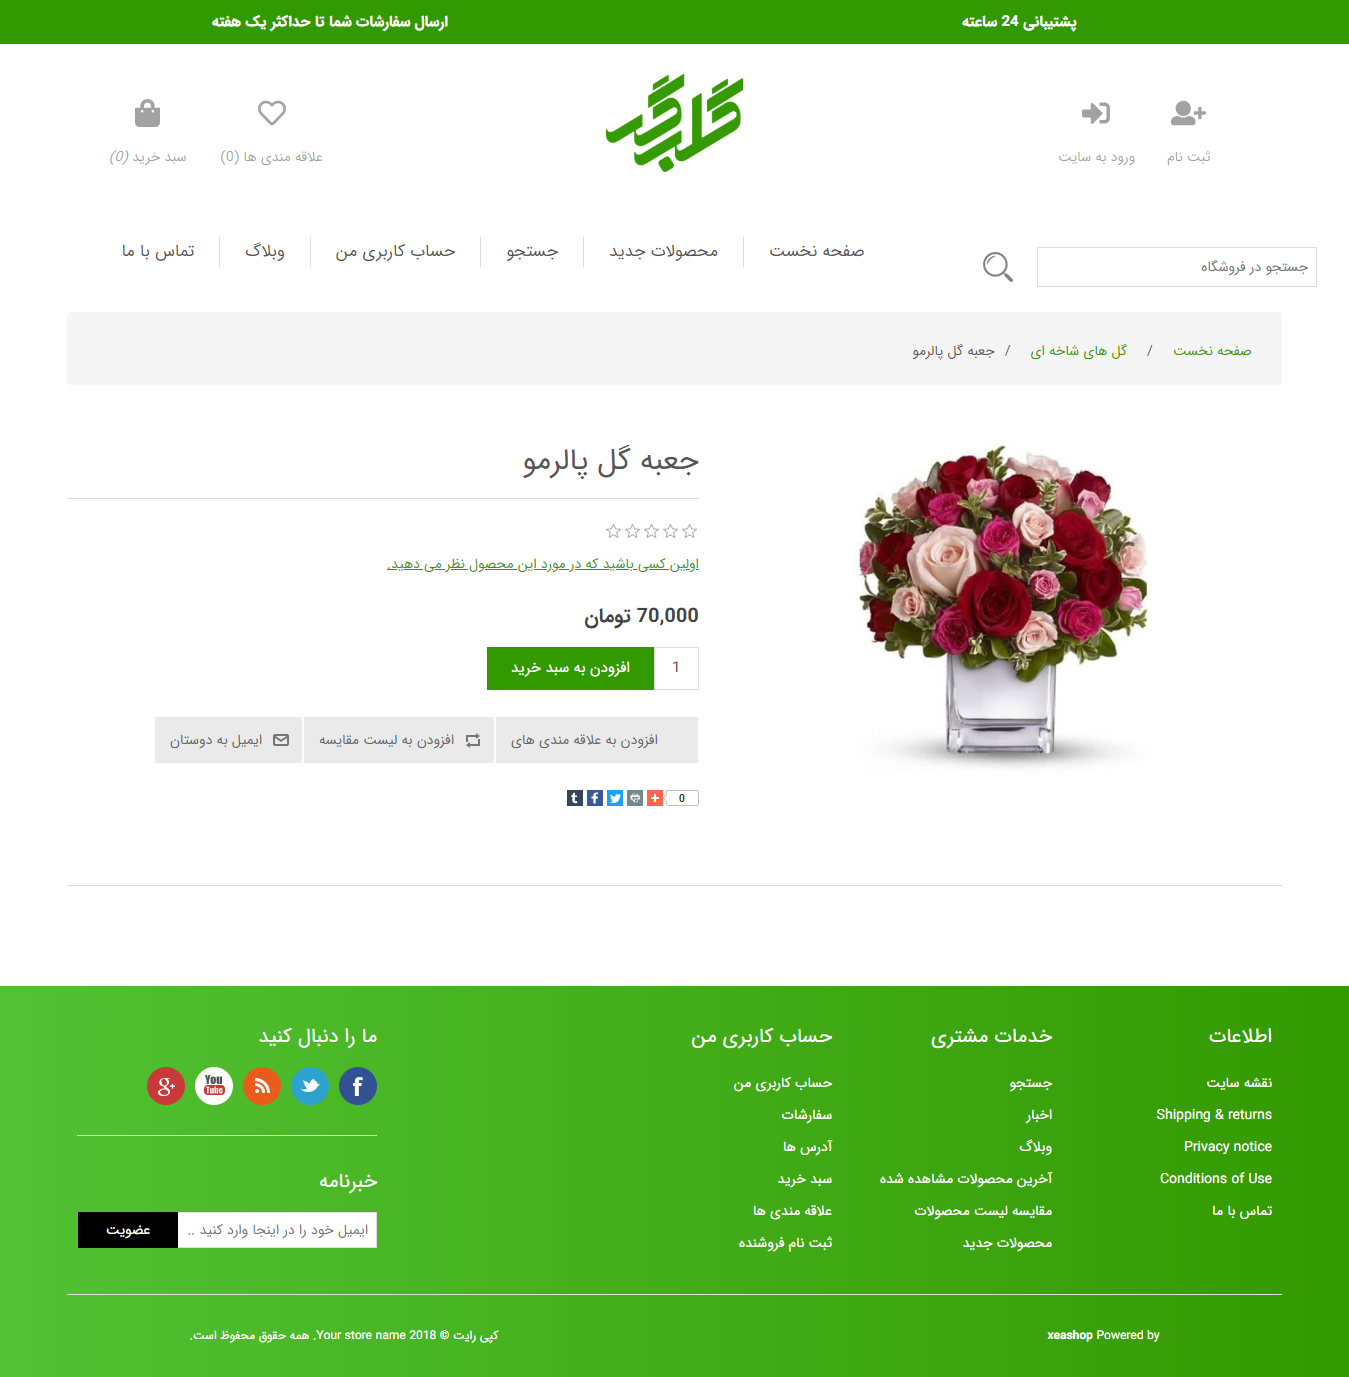 پشتیبانی 24 ساعته
ارسال سفارشات شما تا حداکثر یک هفته
ثبت نام
ورود به سایت
گلبرگ
علاقه مندی ها (0)
سبد خرید (0)
جستجو در فروشگاه
صفحه نخست
محصولات جدید
جستجو
حساب کاربری من
وبلاگ
تماس با ما
صفحه نخست / گل های شاخه ای / جعبه گل پالرمو
جعبه گل پالرمو
اولین کسی باشید که در مورد این محصول نظر می دهید.
70,000 تومان
1
افزودن به سبد خرید
افزودن به علاقه مندی های
افزودن به لیست مقایسه
ایمیل به دوستان
0
اطلاعات
نقشه سایت
Shipping & returns
Privacy notice
Conditions of Use
تماس با ما
خدمات مشتری
جستجو
اخبار
وبلاگ
آخرین محصولات مشاهده شده
مقایسه لیست محصولات
محصولات جدید
حساب کاربری من
حساب کاربری من
سفارشات
آدرس ها
سبد خرید
علاقه مندی ها
ثبت نام فروشنده
ما را دنبال کنید
You Tube
خبرنامه
ایمیل خود را در اینجا وارد کنید ..
عضویت
xeashop Powered by
کپی رایت © 2018 Your store name. همه حقوق محفوظ است.